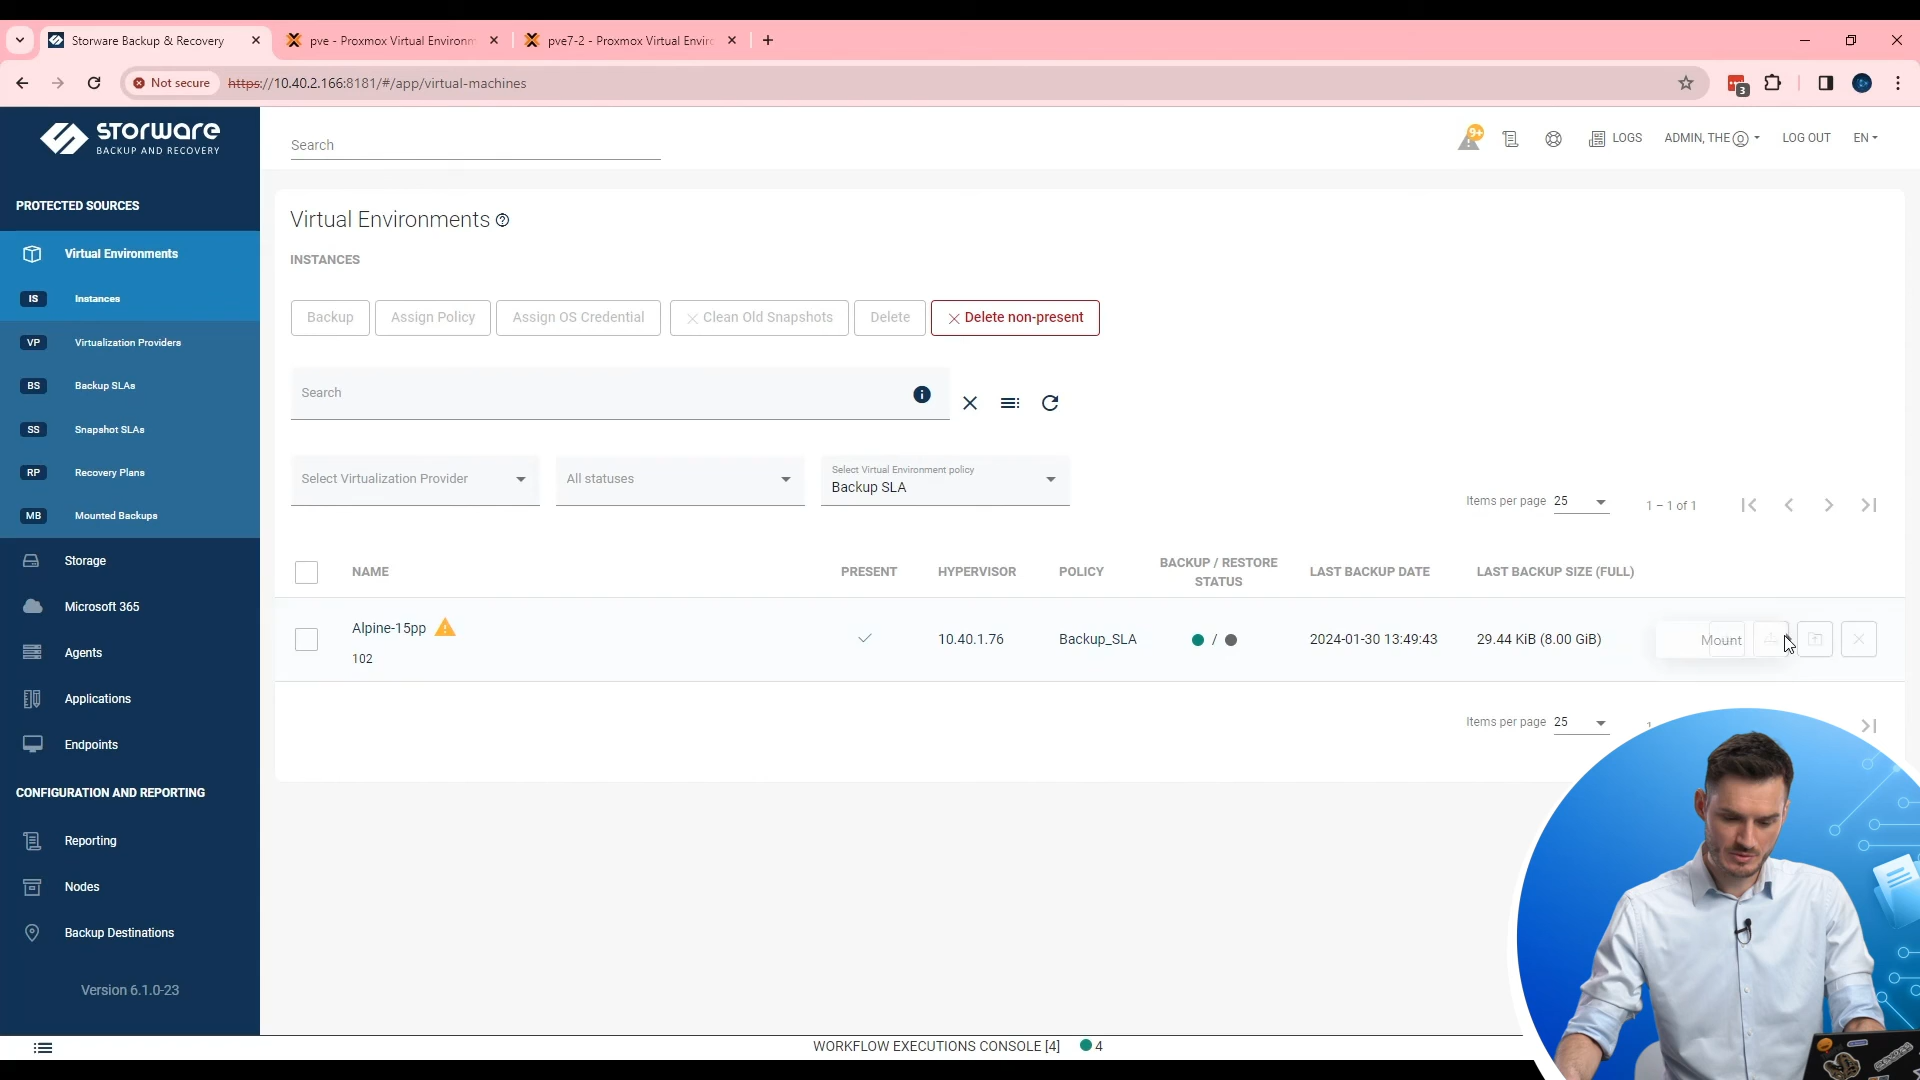 Storware Backup & Recovery
pve - Proxmox Virtual Environm
pve7-2 - Proxmox Virtual Envirc
Not secure
https://10.40.2.166:8181/#/app/virtual-machines
3
STORWARE
BACKUP AND RECOVERY
Search
9+
LOGS
ADMIN, THE
LOG OUT
EN
PROTECTED SOURCES
Virtual Environments
IS Instances
VP Virtualization Providers
BS Backup SLAs
SS Snapshot SLAs
RP Recovery Plans
MB Mounted Backups
Storage
Microsoft 365
Agents
Applications
Endpoints
CONFIGURATION AND REPORTING
Reporting
Nodes
Backup Destinations
Version 6.1.0-23
Virtual Environments
INSTANCES
Backup
Assign Policy
Assign OS Credential
Clean Old Snapshots
Delete
Delete non-present
Search
Select Virtualization Provider
All statuses
Select Virtual Environment policy
Backup SLA
Items per page 25
1 – 1 of 1
NAME PRESENT HYPERVISOR POLICY BACKUP / RESTORE STATUS LAST BACKUP DATE LAST BACKUP SIZE (FULL)
Alpine-15pp
102
10.40.1.76
Backup_SLA
/
2024-01-30 13:49:43
29.44 KiB (8.00 GiB)
Mount
Items per page 25
WORKFLOW EXECUTIONS CONSOLE [4] 4